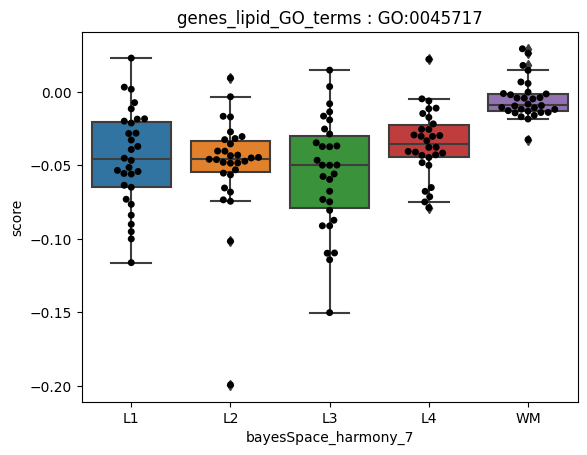 genes_lipid_GO_terms : GO:0045717
score
0.00
−0.05
−0.10
−0.15
−0.20
L1 L2 L3 L4 WM
bayesSpace_harmony_7